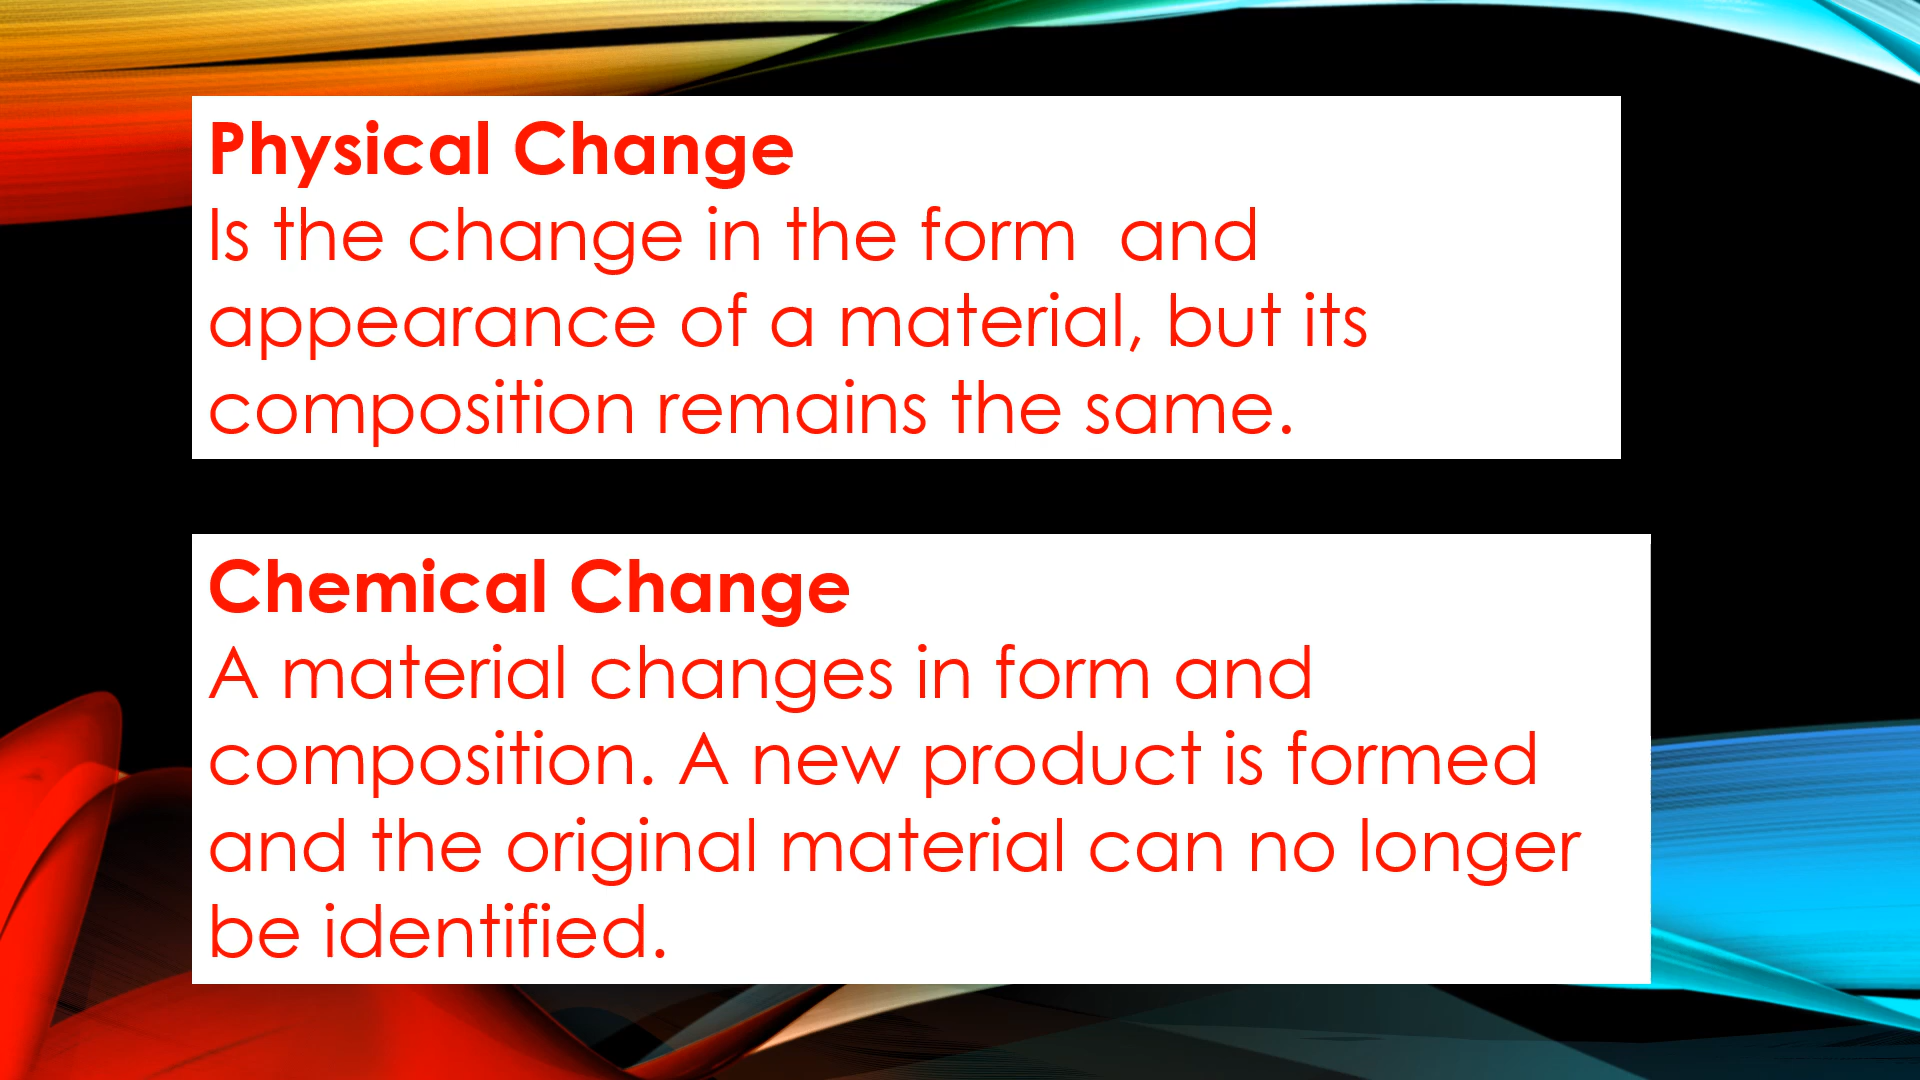 Physical Change
Is the change in the form  and
appearance of a material, but its
composition remains the same.
Chemical Change
A material changes in form and
composition. A new product is formed
and the original material can no longer
be identified.